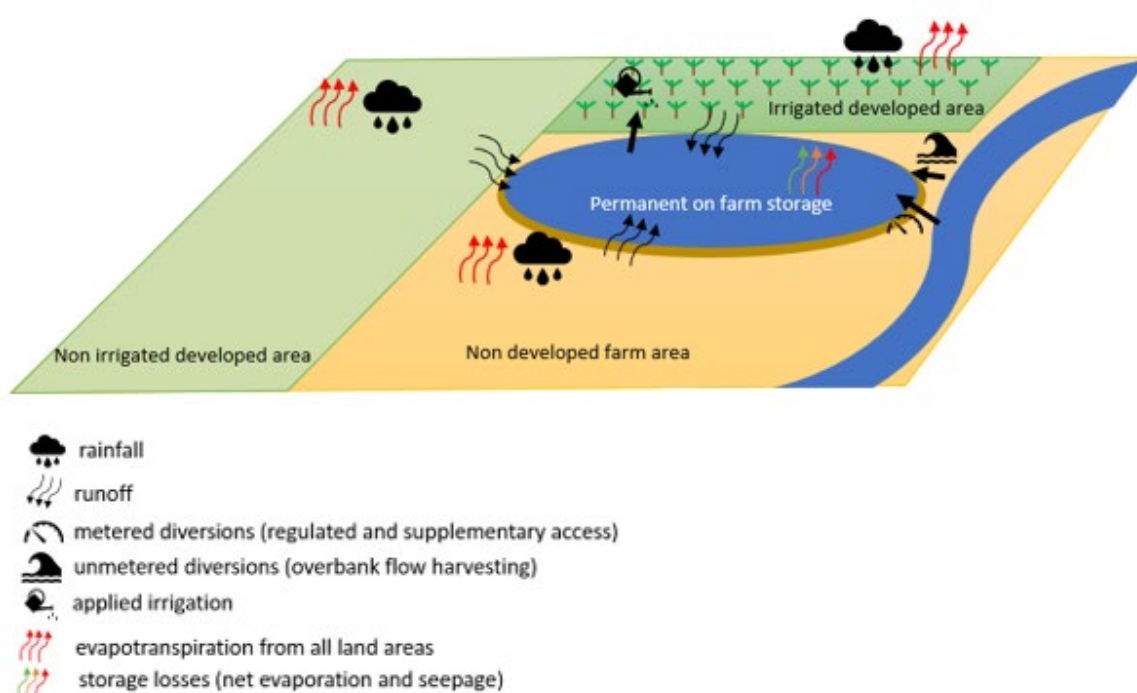 Irrigated developed area
Permanent on farm storage
Non irrigated developed area
Non developed farm area
rainfall
runoff
metered diversions (regulated and supplementary access)
unmetered diversions (overbank flow harvesting)
applied irrigation
evapotranspiration from all land areas
storage losses (net evaporation and seepage)